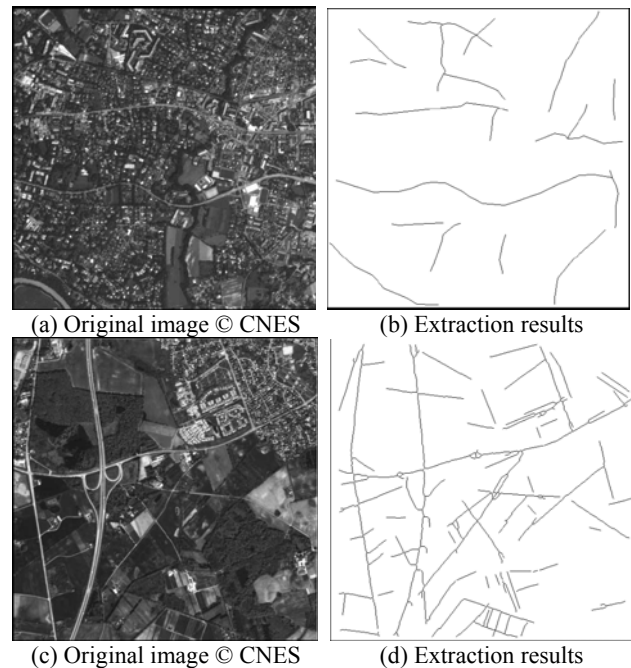 (a) Original image © CNES
(b) Extraction results
(c) Original image © CNES
(d) Extraction results